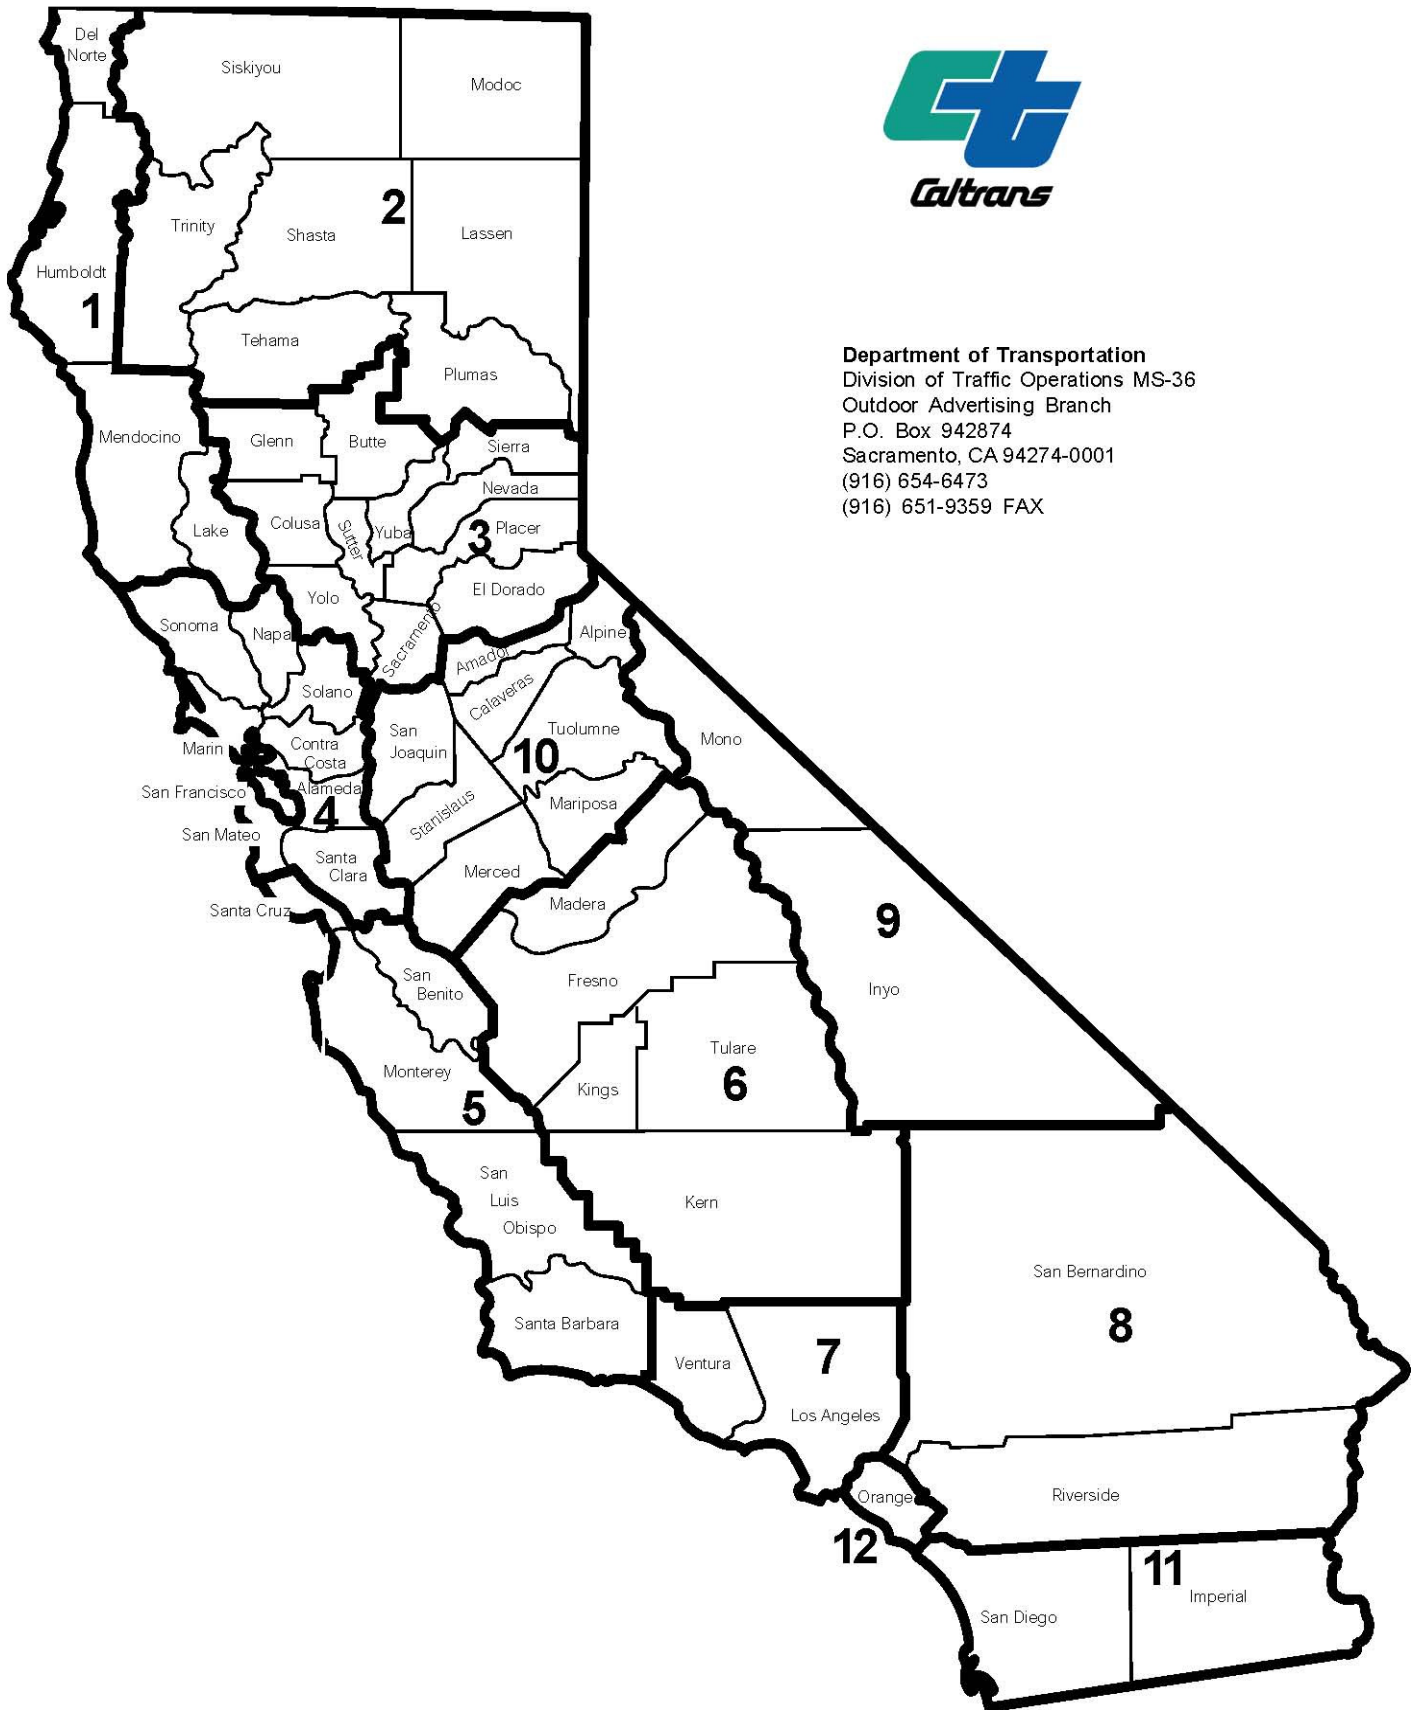 Del
Norte
Siskiyou
Modoc
Caltrans
2
Trinity
Shasta
Lassen
Humboldt
1
Tehama
Plumas
Department of Transportation
Division of Traffic Operations MS-36
Outdoor Advertising Branch
P.O. Box 942874
Sacramento, CA 94274-0001
(916) 654-6473
(916) 651-9359 FAX
Mendocino
Glenn
Butte
Sierra
Nevada
Lake
Colusa
Sutter
Yuba
3
Placer
Yolo
El Dorado
Sonoma
Napa
Sacramento
Alpine
Amador
Solano
Calaveras
Marin
Contra
Costa
San
Joaquin
Tuolumne
Mono
10
San Francisco
Alameda
4
Stanislaus
Mariposa
San Mateo
Santa
Clara
Merced
Santa Cruz
Madera
9
San
Benito
Fresno
Inyo
Monterey
5
Kings
Tulare
6
San
Luis
Obispo
Kern
San Bernardino
8
Santa Barbara
Ventura
7
Los Angeles
Orange
Riverside
12
11
San Diego
Imperial